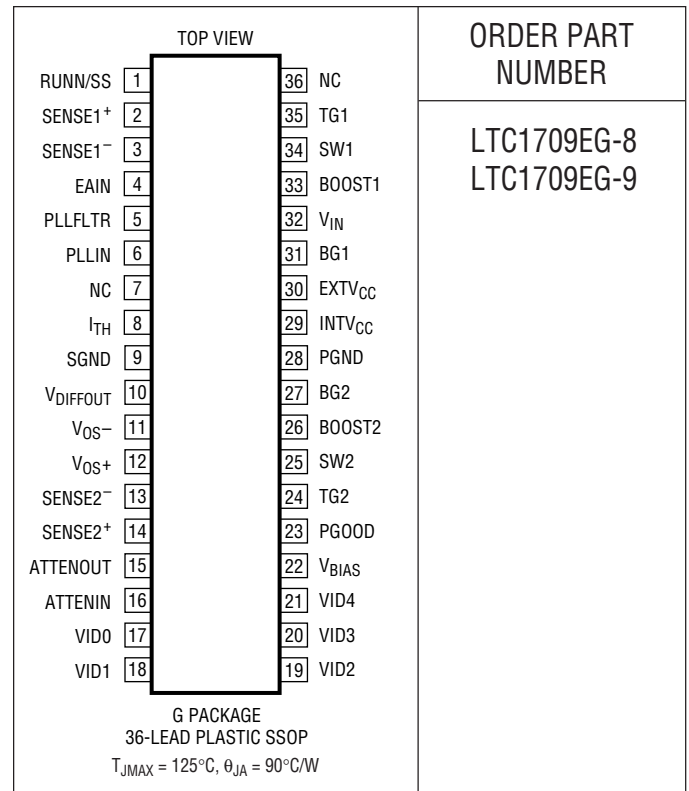 TOP VIEW
RUNN/SS 1
SENSE1+ 2
SENSE1− 3
EAIN 4
PLLFLTR 5
PLLIN 6
NC 7
ITH 8
SGND 9
VDIFFOUT 10
VOS− 11
VOS+ 12
SENSE2− 13
SENSE2+ 14
ATTENOUT 15
ATTENIN 16
VID0 17
VID1 18
36 NC
35 TG1
34 SW1
33 BOOST1
32 VIN
31 BG1
30 EXTVCC
29 INTVCC
28 PGND
27 BG2
26 BOOST2
25 SW2
24 TG2
23 PGOOD
22 VBIAS
21 VID4
20 VID3
19 VID2
G PACKAGE
36-LEAD PLASTIC SSOP
TJMAX = 125°C, θJA = 90°C/W
ORDER PART
NUMBER
LTC1709EG-8
LTC1709EG-9